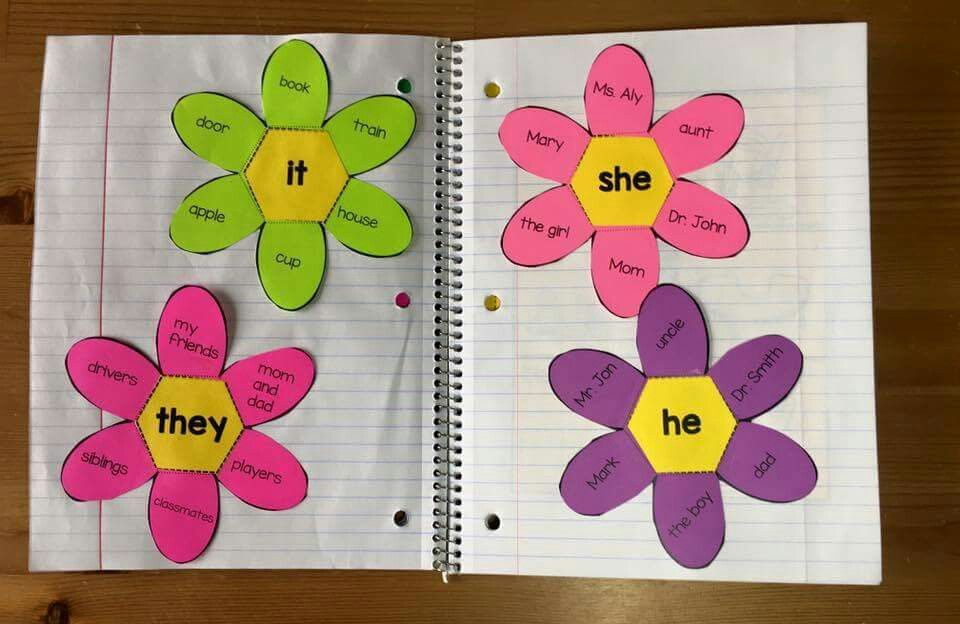 book
door
train
it
apple
house
cup
my
friends
drivers
mom
and
dad
they
siblings
players
classmates
Ms. Aly
Mary
aunt
she
the girl
Dr. John
Mom
uncle
Mr. Jon
Dr. Smith
he
Mark
dad
the boy